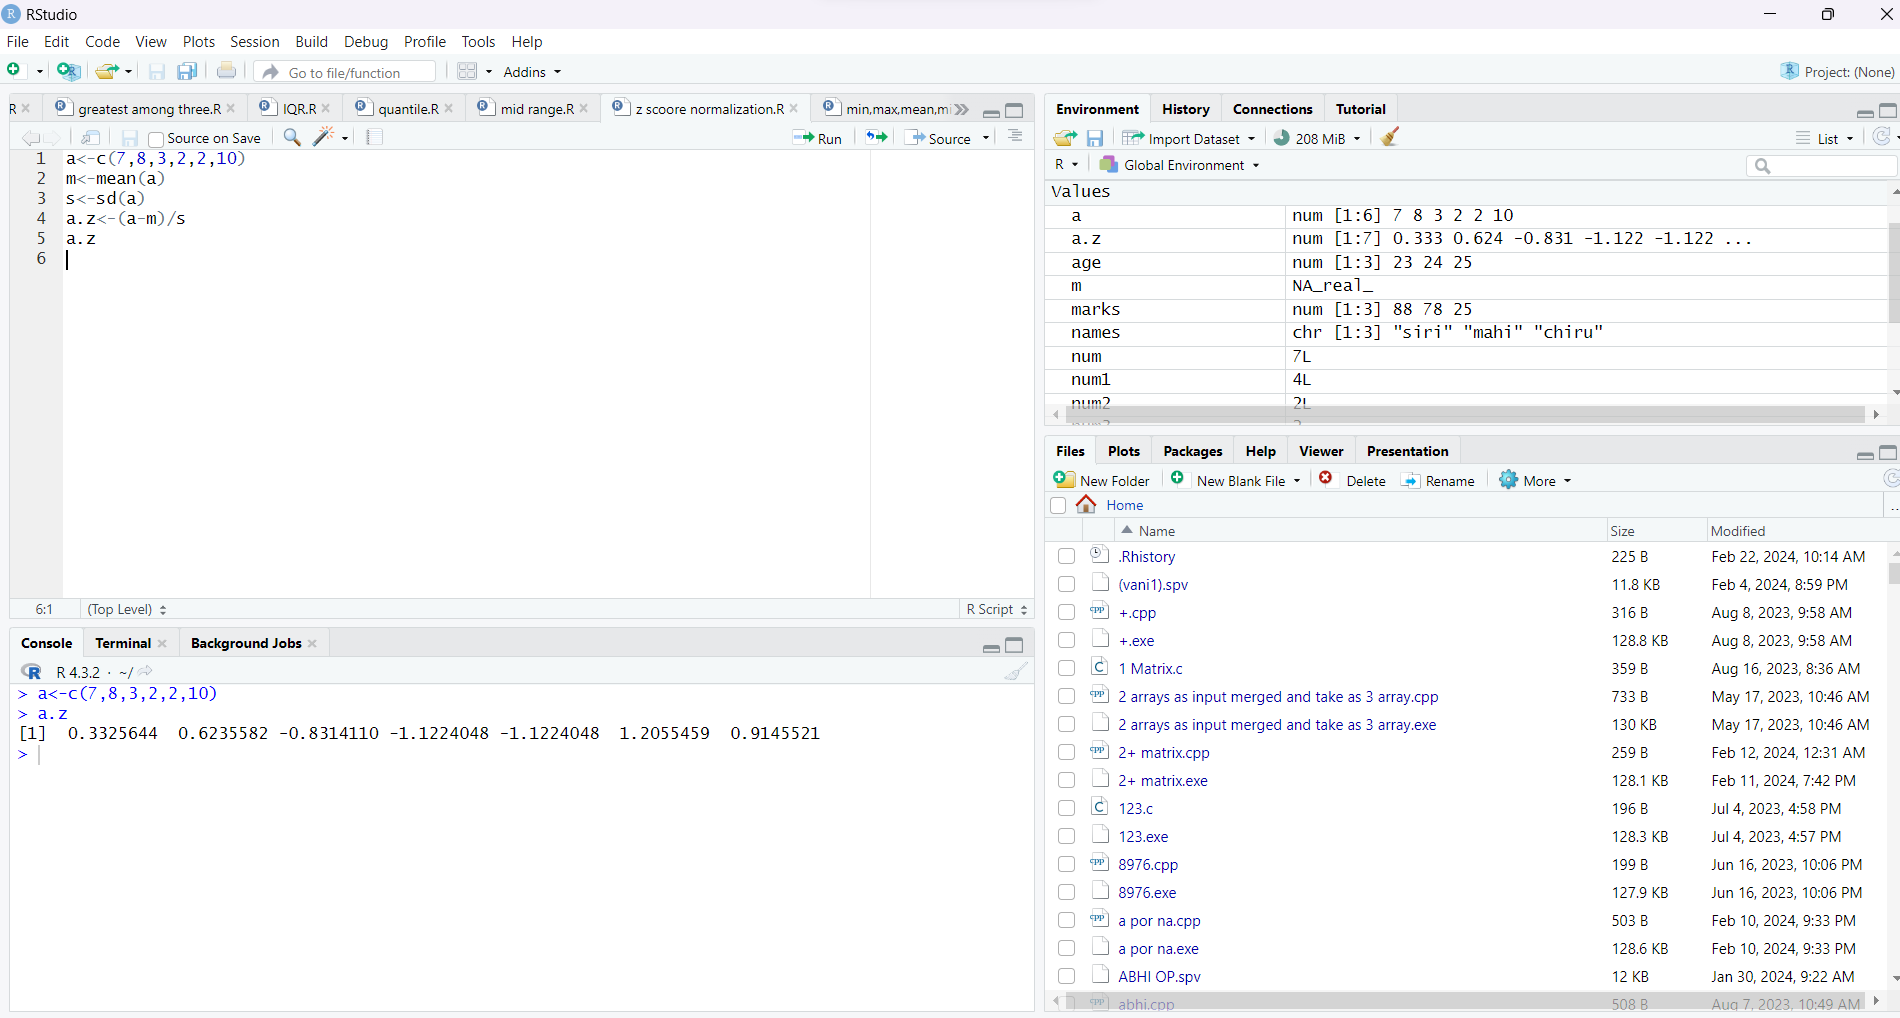 RStudio
File Edit Code View Plots Session Build Debug Profile Tools Help
Go to file/function Addins Project: (None)
R greatest among three.R IQR.R quantile.R mid range.R z scoore normalization.R min,max,mean,mi
Source on Save Run Source
1 a<-c(7,8,3,2,2,10)
2 m<-mean(a)
3 s<-sd(a)
4 a.z<-(a-m)/s
5 a.z
6
6:1 (Top Level) R Script
Console Terminal Background Jobs
R 4.3.2 · ~/
> a<-c(7,8,3,2,2,10)
> a.z
[1] 0.3325644 0.6235582 -0.8314110 -1.1224048 -1.1224048 1.2055459 0.9145521
>
Environment History Connections Tutorial
Import Dataset 208 MiB List
R Global Environment
Values
a num [1:6] 7 8 3 2 2 10
a.z num [1:7] 0.333 0.624 -0.831 -1.122 -1.122 ...
age num [1:3] 23 24 25
m NA_real_
marks num [1:3] 88 78 25
names chr [1:3] "siri" "mahi" "chiru"
num 7L
num1 4L
num2 2L
Files Plots Packages Help Viewer Presentation
New Folder New Blank File Delete Rename More
Home ...
Name Size Modified
.Rhistory 225 B Feb 22, 2024, 10:14 AM
(vani1).spv 11.8 KB Feb 4, 2024, 8:59 PM
+.cpp 316 B Aug 8, 2023, 9:58 AM
+.exe 128.8 KB Aug 8, 2023, 9:58 AM
1 Matrix.c 359 B Aug 16, 2023, 8:36 AM
2 arrays as input merged and take as 3 array.cpp 733 B May 17, 2023, 10:46 AM
2 arrays as input merged and take as 3 array.exe 130 KB May 17, 2023, 10:46 AM
2+ matrix.cpp 259 B Feb 12, 2024, 12:31 AM
2+ matrix.exe 128.1 KB Feb 11, 2024, 7:42 PM
123.c 196 B Jul 4, 2023, 4:58 PM
123.exe 128.3 KB Jul 4, 2023, 4:57 PM
8976.cpp 199 B Jun 16, 2023, 10:06 PM
8976.exe 127.9 KB Jun 16, 2023, 10:06 PM
a por na.cpp 503 B Feb 10, 2024, 9:33 PM
a por na.exe 128.6 KB Feb 10, 2024, 9:33 PM
ABHI OP.spv 12 KB Jan 30, 2024, 9:22 AM
abhi.cpp 508 B Aug 7, 2023, 10:49 AM